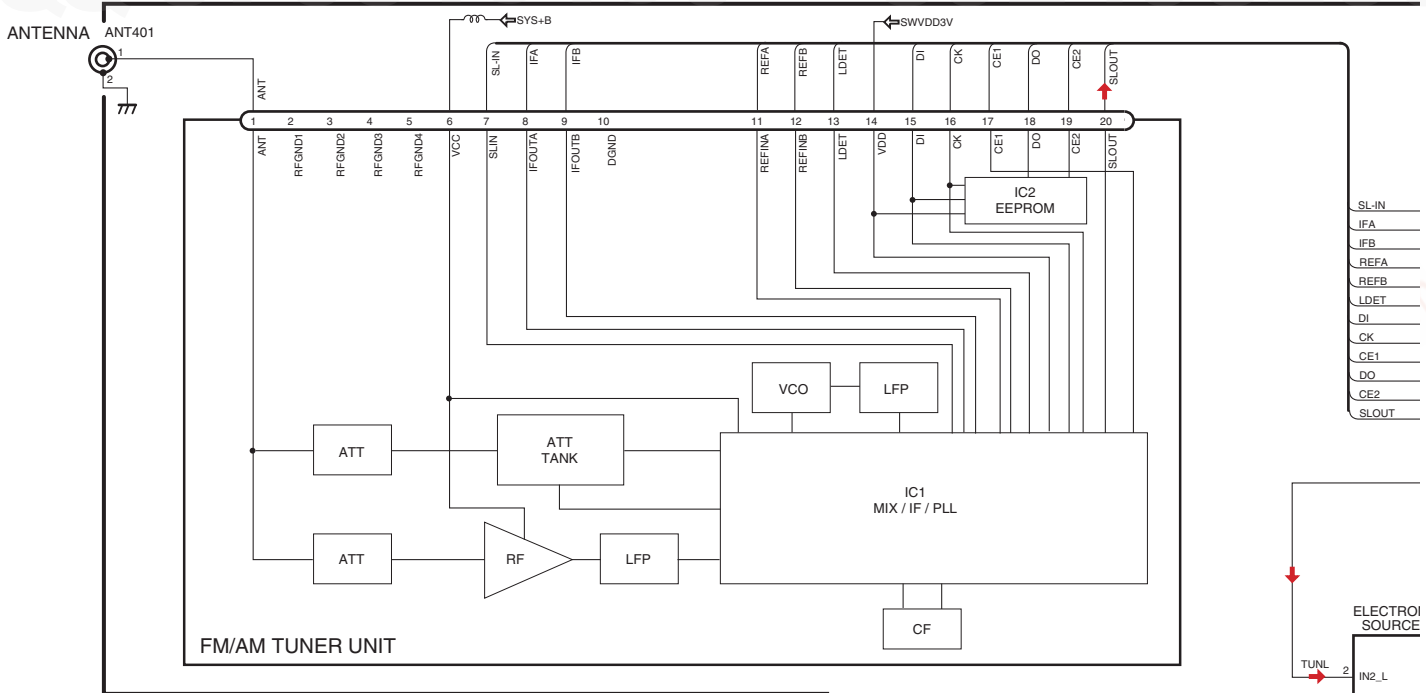 ANTENNA ANT401
1
2
SYS+B
SWVDD3V
ANT
SL-IN
IFA
IFB
REFA
REFB
LDET
DI
CK
CE1
DO
CE2
SLOUT
1 2 3 4 5 6 7 8 9 10 11 12 13 14 15 16 17 18 19 20
ANT
RFGND1
RFGND2
RFGND3
RFGND4
VCC
SLIN
IFOUTA
IFOUTB
DGND
REFINA
REFINB
LDET
VDD
DI
CK
CE1
DO
CE2
SLOUT
IC2
EEPROM
SL-IN
IFA
IFB
REFA
REFB
LDET
DI
CK
CE1
DO
CE2
SLOUT
VCO
LFP
ATT
ATT
TANK
IC1
MIX / IF / PLL
ATT
RF
LFP
CF
FM/AM TUNER UNIT
ELECTRO
SOURCE
TUNL
2
IN2_L